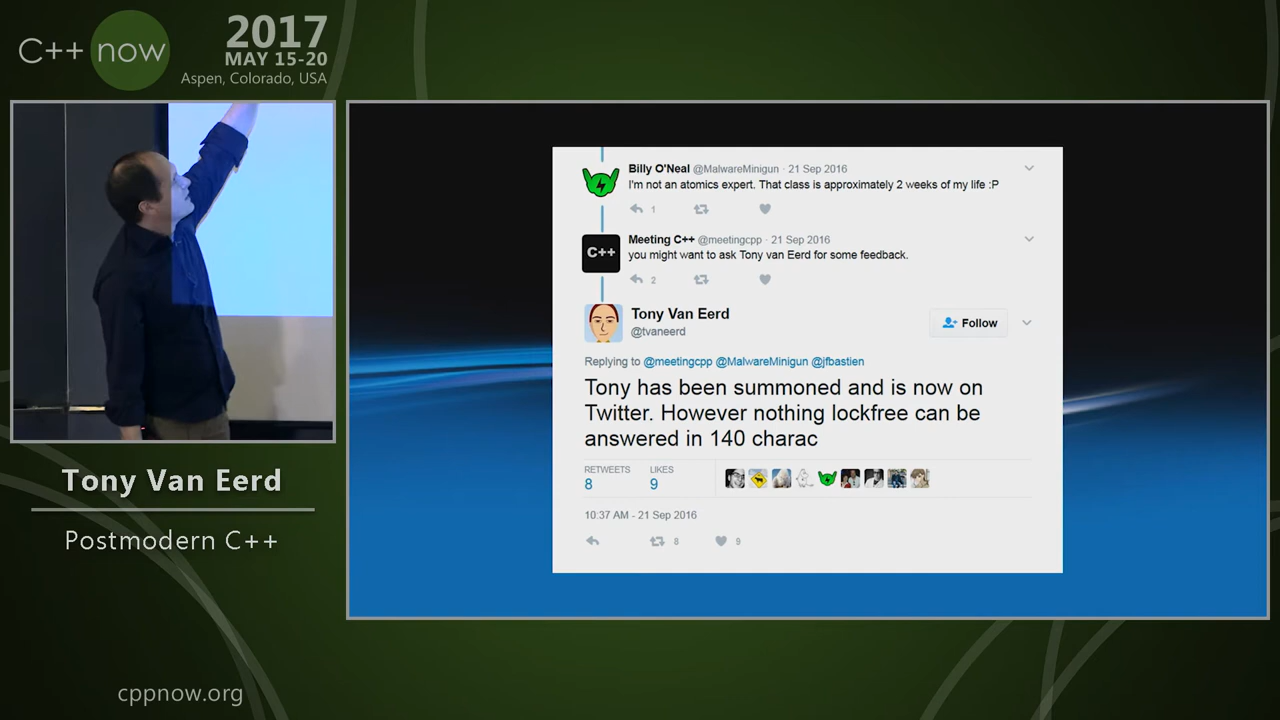 C++ now
2017
MAY 15-20
Aspen, Colorado, USA
Billy O'Neal @MalwareMinigun · 21 Sep 2016
I'm not an atomics expert. That class is approximately 2 weeks of my life :P
1
C++
Meeting C++ @meetingcpp · 21 Sep 2016
you might want to ask Tony van Eerd for some feedback.
2
Tony Van Eerd
@tvaneerd
Follow
Replying to @meetingcpp @MalwareMinigun @jfbastien
Tony has been summoned and is now on
Twitter. However nothing lockfree can be
answered in 140 charac
RETWEETS LIKES
8 9
10:37 AM - 21 Sep 2016
8 9
Tony Van Eerd
Postmodern C++
cppnow.org